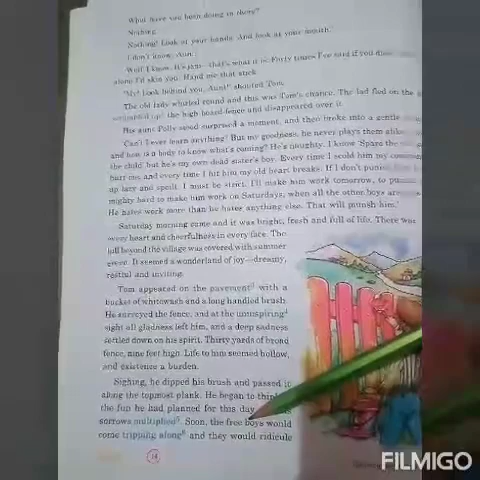 What have you been doing in there?"
Nothing.
Nothing! Look at your hands. And look at your mouth."
I don't know, Aunt.
Well I know. It's jam- that's what it is. Forty times I've said if you
alone I'd skin you. Hand me that stick.
"My! Look behind you, Aunt!" shouted Tom.
The old lady whirled round and this was Tom's chance. The lad fled on the
the high board-fence and disappeared over it.
His aunt Polly stood surprised a moment, and then broke into a gentle
Can't I ever learn anything? But my goodness, he never plays them alike
and how is a body to know what's coming? He's naughty. I know 'Spare the
the child' but he's my own dead sister's boy. Every time I scold him my
hurt me, and every time I hit him my old heart breaks. If I don't punish
up lazy and spoilt. I must be strict. I'll make him work tomorrow, to
mighty hard to make him work on Saturdays, when all the other boys are
He hates work more than he hates anything else. That will punish him.'
Saturday morning came and it was bright, fresh and full of life. There was
every heart and cheerfulness in every face. The
hill beyond the village was covered with summer
green. It seemed a wonderland of joy—dreamy,
restful and inviting.
Tom appeared on the pavement with a
bucket of whitewash and a long handled brush.
He surveyed the fence, and at the uninspiring
sight all gladness left him, and a deep sadness
settled down on his spirit. Thirty yards of broad
fence, nine feet high. Life to him seemed hollow,
and existence a burden.
Sighing, he dipped his brush and passed it
along the topmost plank. He began to think
the fun he had planned for this day
sorrows multiplied. Soon, the free boys would
come tripping along and they would ridicule
14
FILMIGO